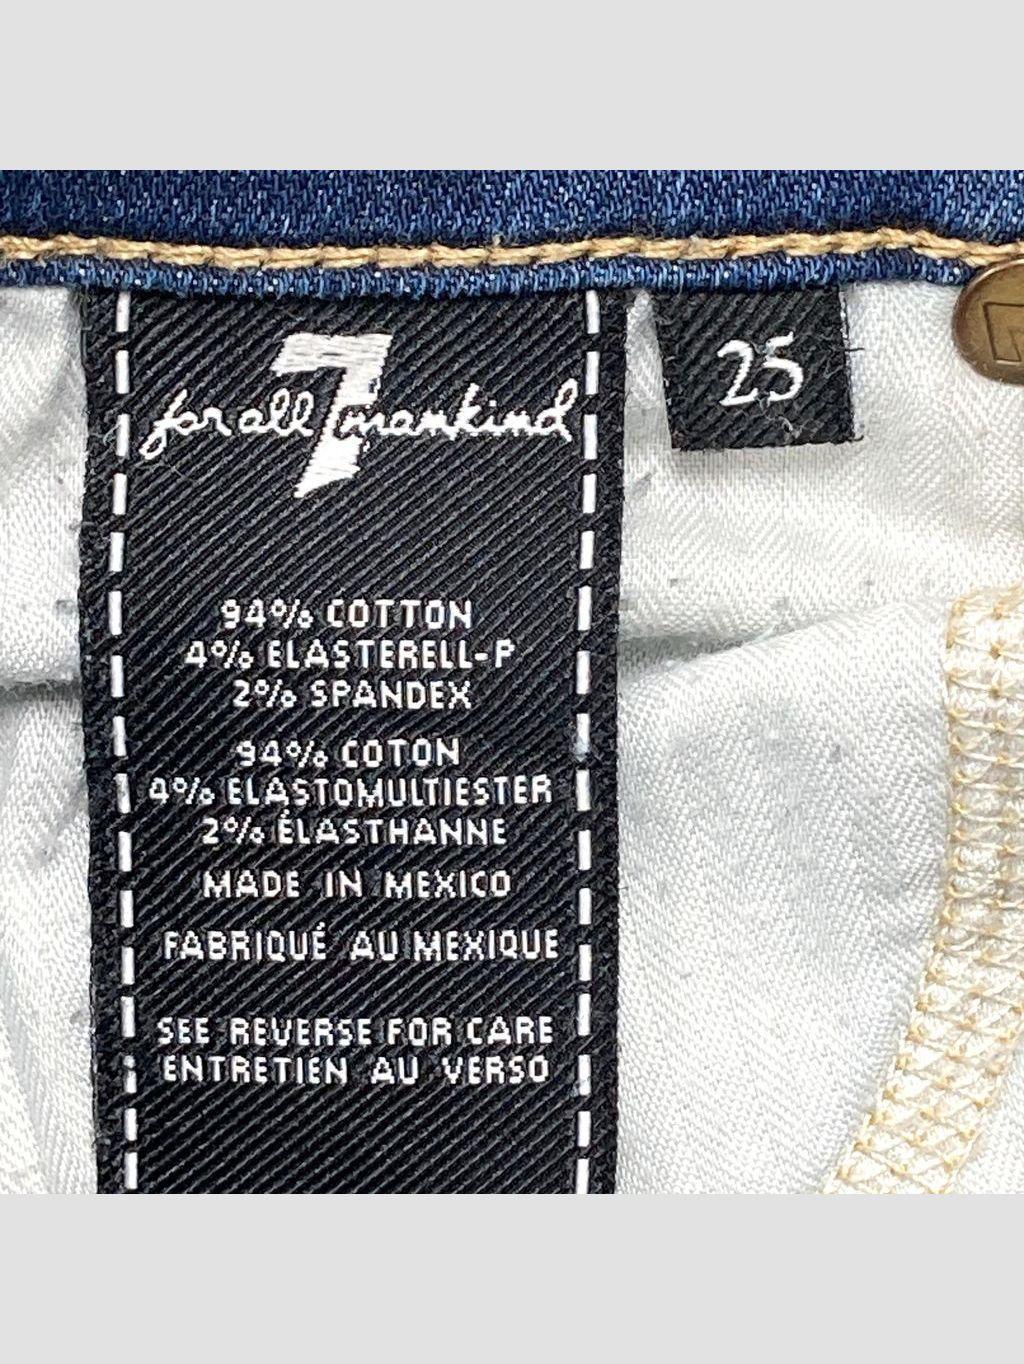 7
for all mankind
25
94% COTTON
4% ELASTERELL-P
2% SPANDEX
94% COTON
4% ELASTOMULTIESTER
2% ÉLASTHANNE
MADE IN MEXICO
FABRIQUÉ AU MEXIQUE
SEE REVERSE FOR CARE
ENTRETIEN AU VERSO